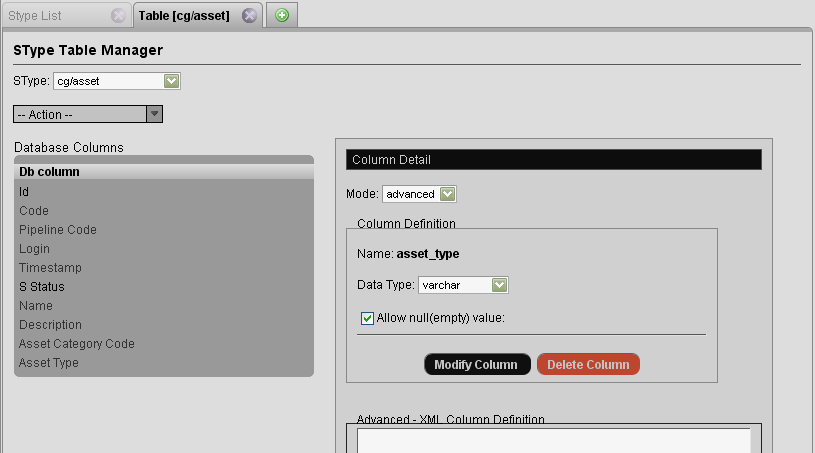 Stype List
Table [cg/asset]
SType Table Manager
SType: cg/asset
-- Action --
Database Columns
Db column
Id
Code
Pipeline Code
Login
Timestamp
S Status
Name
Description
Asset Category Code
Asset Type
Column Detail
Mode: advanced
Column Definition
Name: asset_type
Data Type: varchar
Allow null(empty) value:
Modify Column
Delete Column
Advanced - XML Column Definition